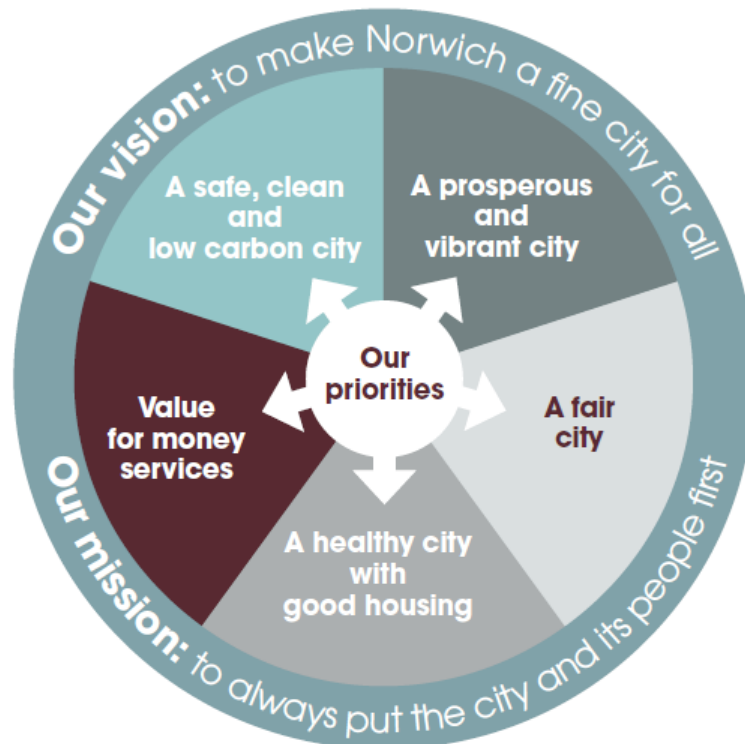 Our vision: to make Norwich a fine city for all
A safe, clean
and
low carbon city
A prosperous
and
vibrant city
Our
priorities
Value
for money
services
A fair
city
A healthy city
with
good housing
Our mission: to always put the city and its people first